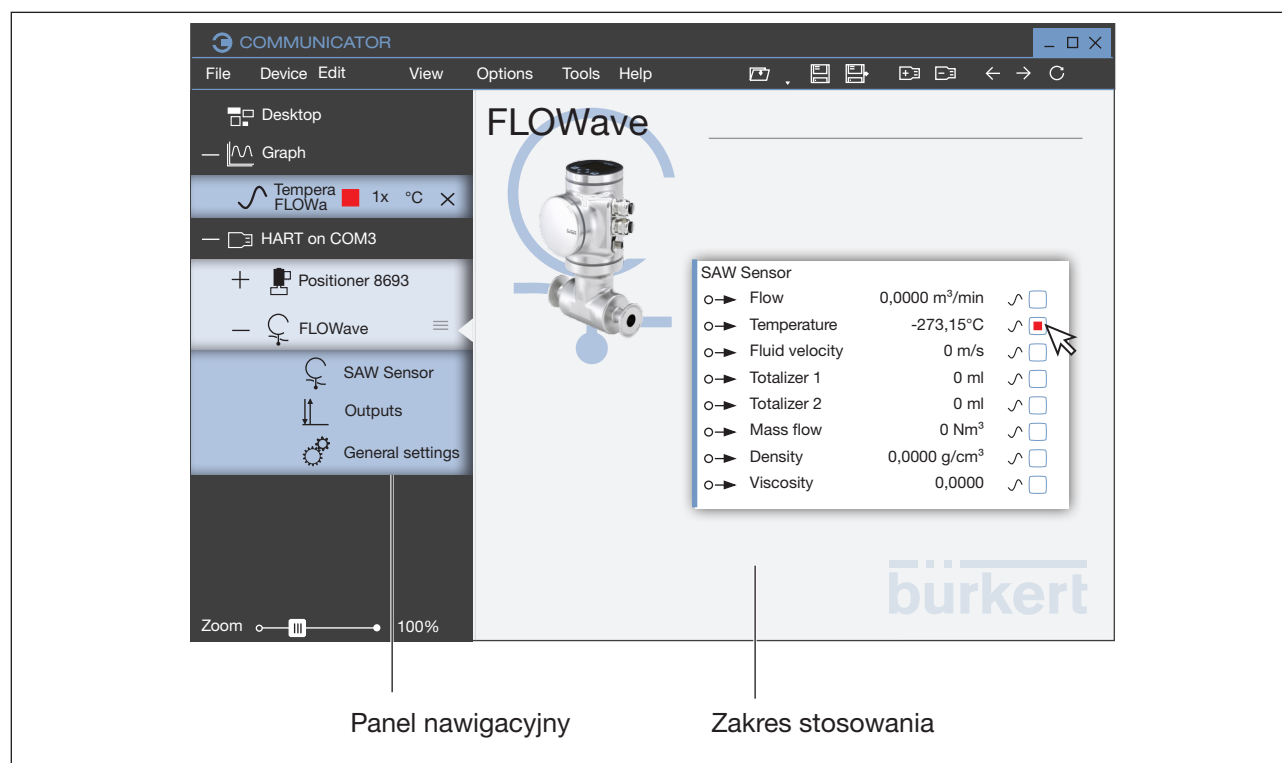 COMMUNICATOR
File Device Edit View Options Tools Help
Desktop
Graph
Tempera
FLOWa 1x °C
HART on COM3
Positioner 8693
FLOWave
SAW Sensor
Outputs
General settings
Zoom 100%
FLOWave
SAW Sensor
Flow 0,0000 m³/min
Temperature -273,15°C
Fluid velocity 0 m/s
Totalizer 1 0 ml
Totalizer 2 0 ml
Mass flow 0 Nm³
Density 0,0000 g/cm³
Viscosity 0,0000
bürkert
Panel nawigacyjny
Zakres stosowania